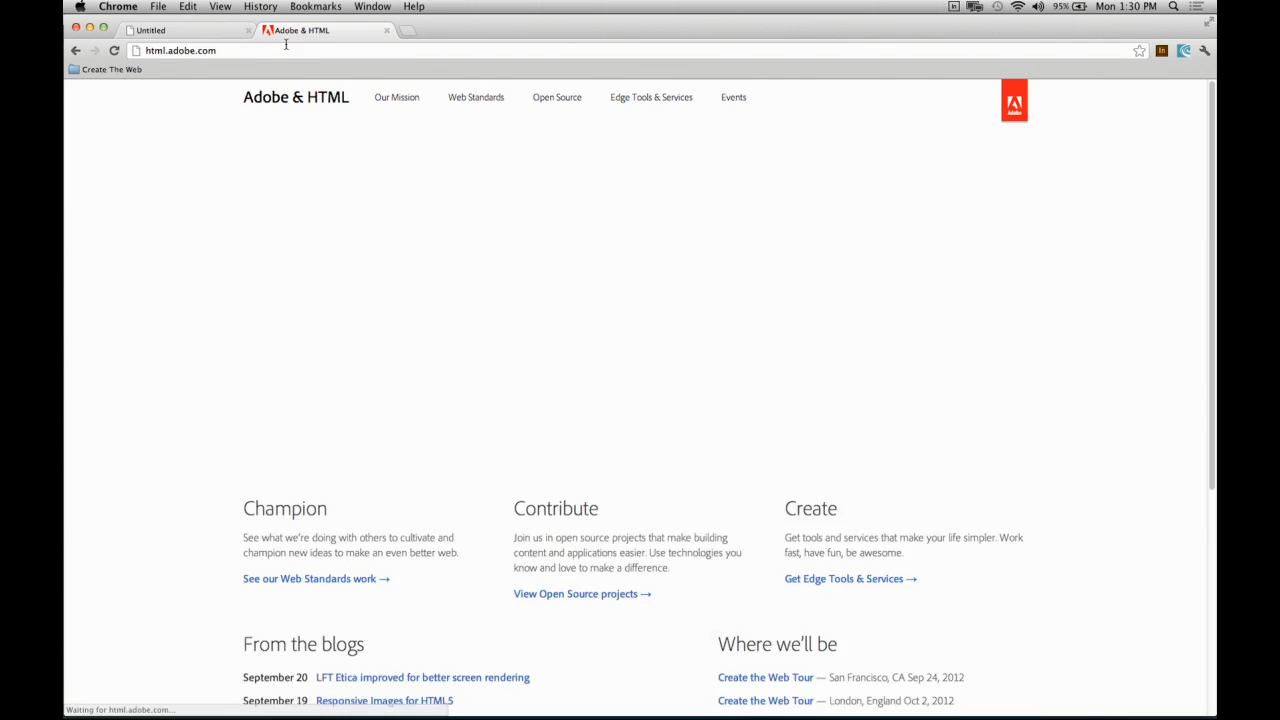 Chrome File Edit View History Bookmarks Window Help 95% Mon 1:30 PM
Untitled Adobe & HTML
html.adobe.com
Create The Web
Adobe & HTML Our Mission Web Standards Open Source Edge Tools & Services Events
Adobe
Champion
See what we're doing with others to cultivate and
champion new ideas to make an even better web.
See our Web Standards work →
Contribute
Join us in open source projects that make building
content and applications easier. Use technologies you
know and love to make a difference.
View Open Source projects →
Create
Get tools and services that make your life simpler. Work
fast, have fun, be awesome.
Get Edge Tools & Services →
From the blogs
September 20 LFT Etica improved for better screen rendering
September 19 Responsive Images for HTML5
Where we'll be
Create the Web Tour — San Francisco, CA Sep 24, 2012
Create the Web Tour — London, England Oct 2, 2012
Waiting for html.adobe.com...